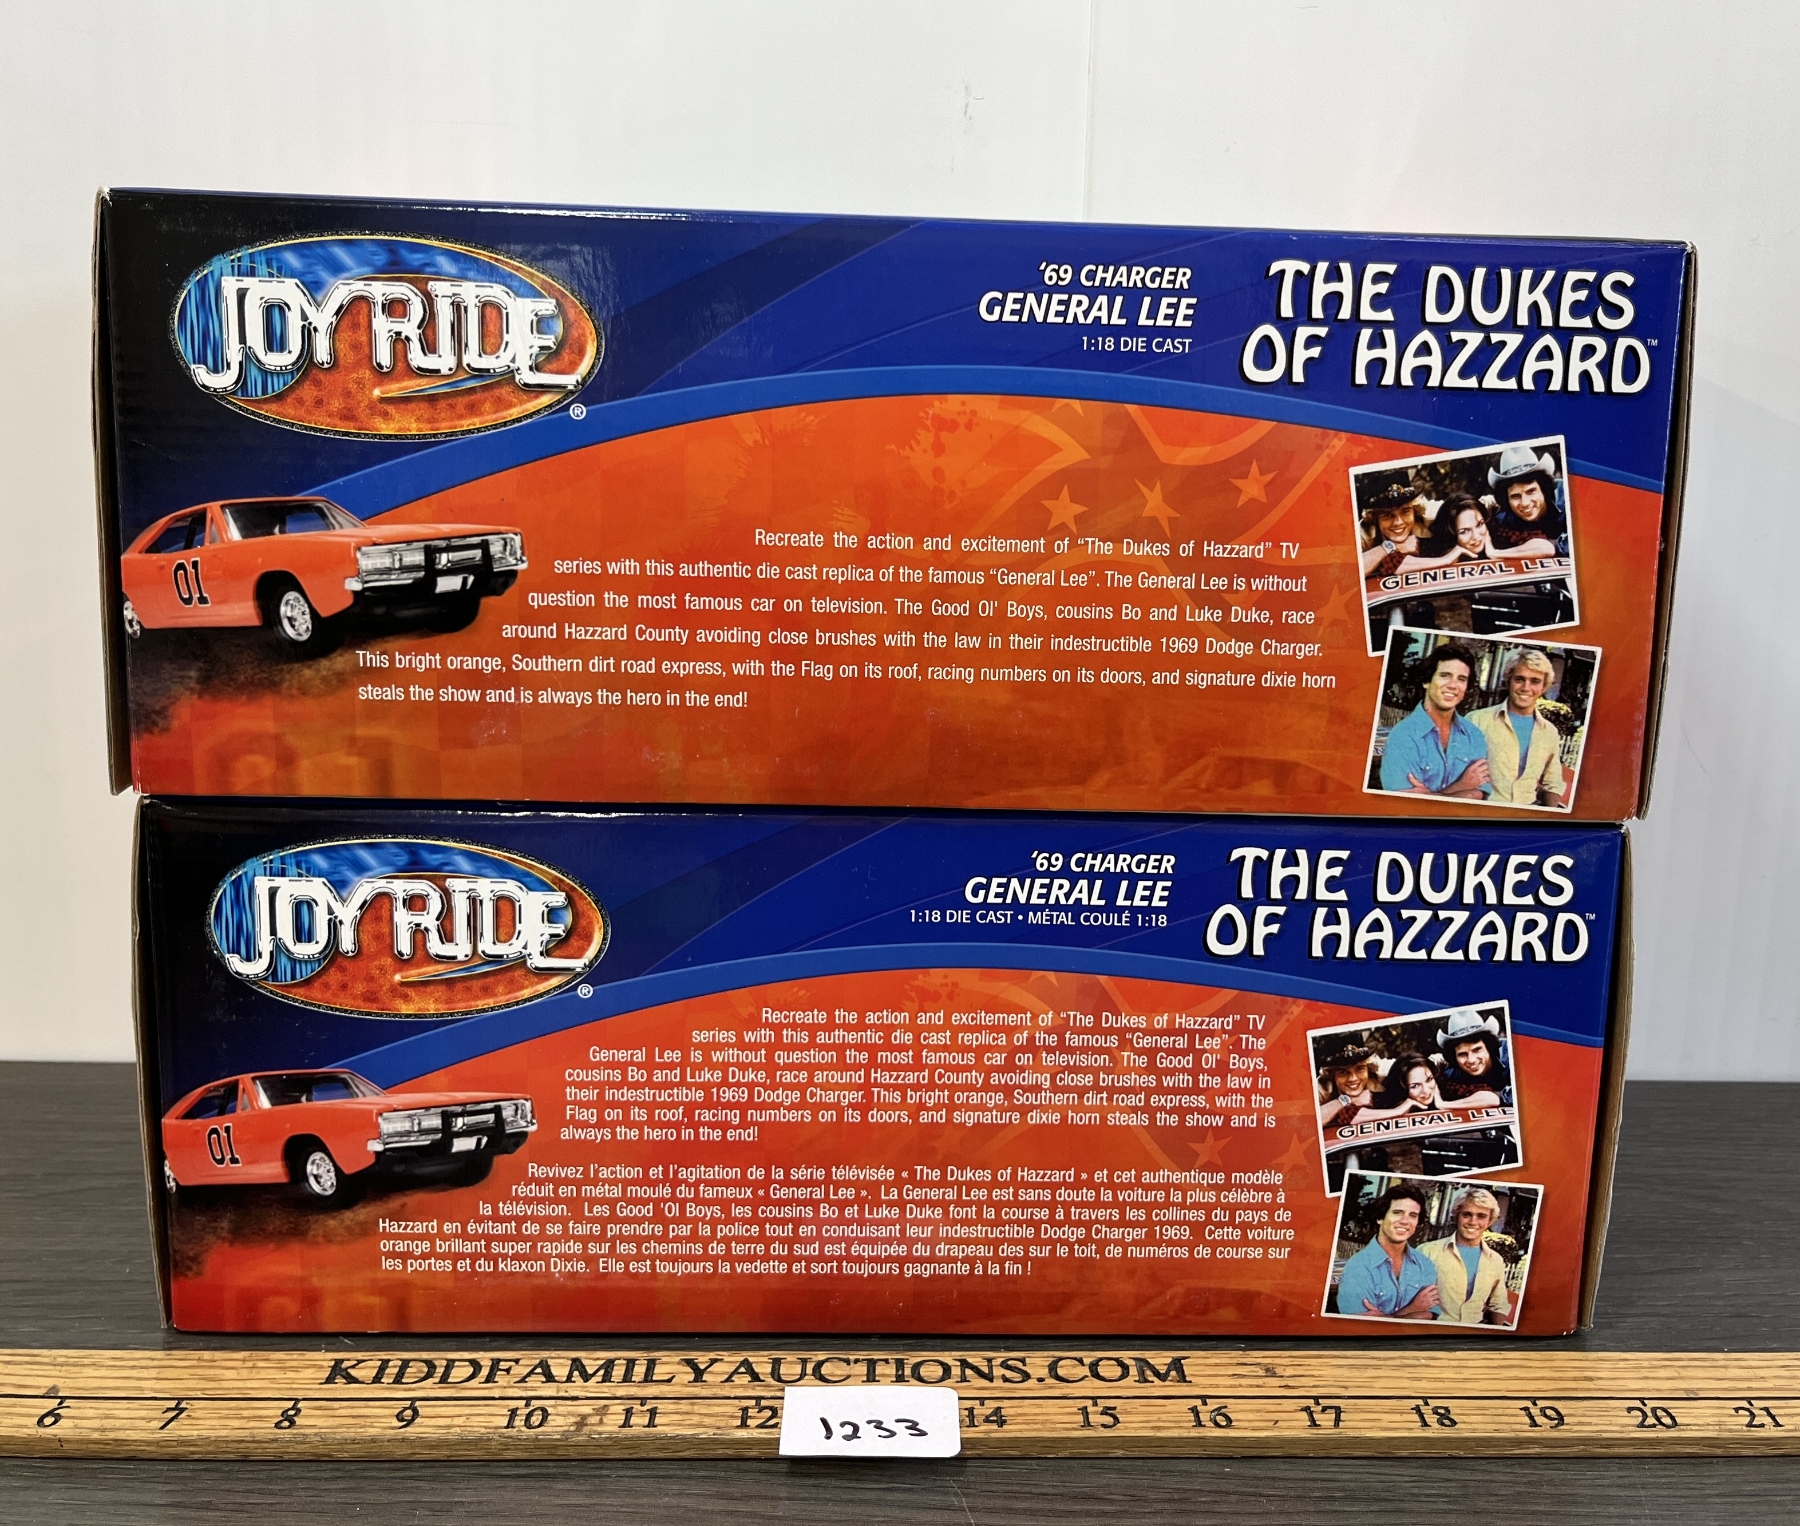 JOYRIDE®
'69 CHARGER
GENERAL LEE
1:18 DIE CAST
THE DUKES
OF HAZZARD™
01
GENERAL LEE
Recreate the action and excitement of “The Dukes of Hazzard” TV
series with this authentic die cast replica of the famous “General Lee”. The General Lee is without
question the most famous car on television. The Good Ol' Boys, cousins Bo and Luke Duke, race
around Hazzard County avoiding close brushes with the law in their indestructible 1969 Dodge Charger.
This bright orange, Southern dirt road express, with the Flag on its roof, racing numbers on its doors, and signature dixie horn
steals the show and is always the hero in the end!
JOYRIDE®
'69 CHARGER
GENERAL LEE
1:18 DIE CAST • MÉTAL COULÉ 1:18
THE DUKES
OF HAZZARD™
01
GENERAL LEE
Recreate the action and excitement of “The Dukes of Hazzard” TV
series with this authentic die cast replica of the famous “General Lee”. The
General Lee is without question the most famous car on television. The Good Ol' Boys,
cousins Bo and Luke Duke, race around Hazzard County avoiding close brushes with the law in
their indestructible 1969 Dodge Charger. This bright orange, Southern dirt road express, with the
Flag on its roof, racing numbers on its doors, and signature dixie horn steals the show and is
always the hero in the end!
Revivez l'action et l'agitation de la série télévisée « The Dukes of Hazzard » et cet authentique modèle
réduit en métal moulé du fameux « General Lee ». La General Lee est sans doute la voiture la plus célèbre à
la télévision. Les Good 'Ol Boys, les cousins Bo et Luke Duke font la course à travers les collines du pays de
Hazzard en évitant de se faire prendre par la police tout en conduisant leur indestructible Dodge Charger 1969. Cette voiture
orange brillant super rapide sur les chemins de terre du sud est équipée du drapeau des sur le toit, de numéros de course sur
les portes et du klaxon Dixie. Elle est toujours la vedette et sort toujours gagnante à la fin !
KIDDFAMILYAUCTIONS.COM
6 7 8 9 10 11 12 14 15 16 17 18 19 20 21
1233